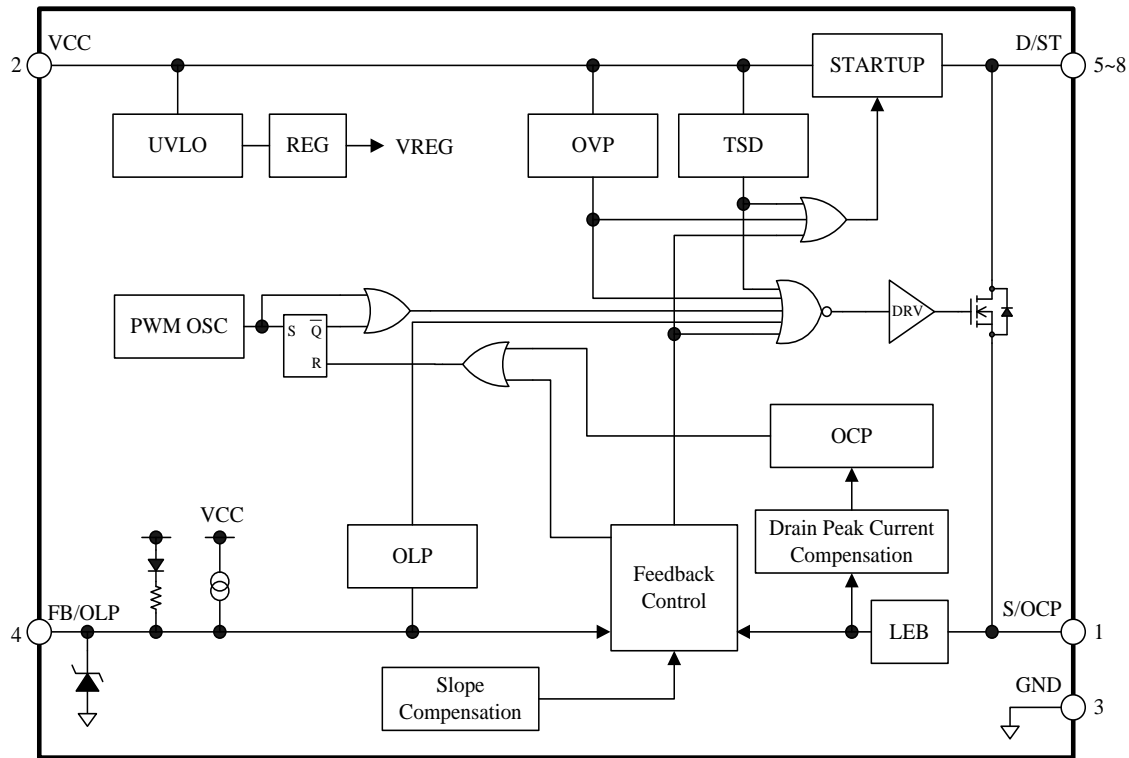 VCC
D/ST
2
STARTUP
5~8
UVLO
REG
VREG
OVP
TSD
PWM OSC
S
Q̅
R
DRV
OCP
VCC
OLP
Drain Peak Current
Compensation
Feedback
Control
FB/OLP
4
LEB
S/OCP
1
Slope
Compensation
GND
3